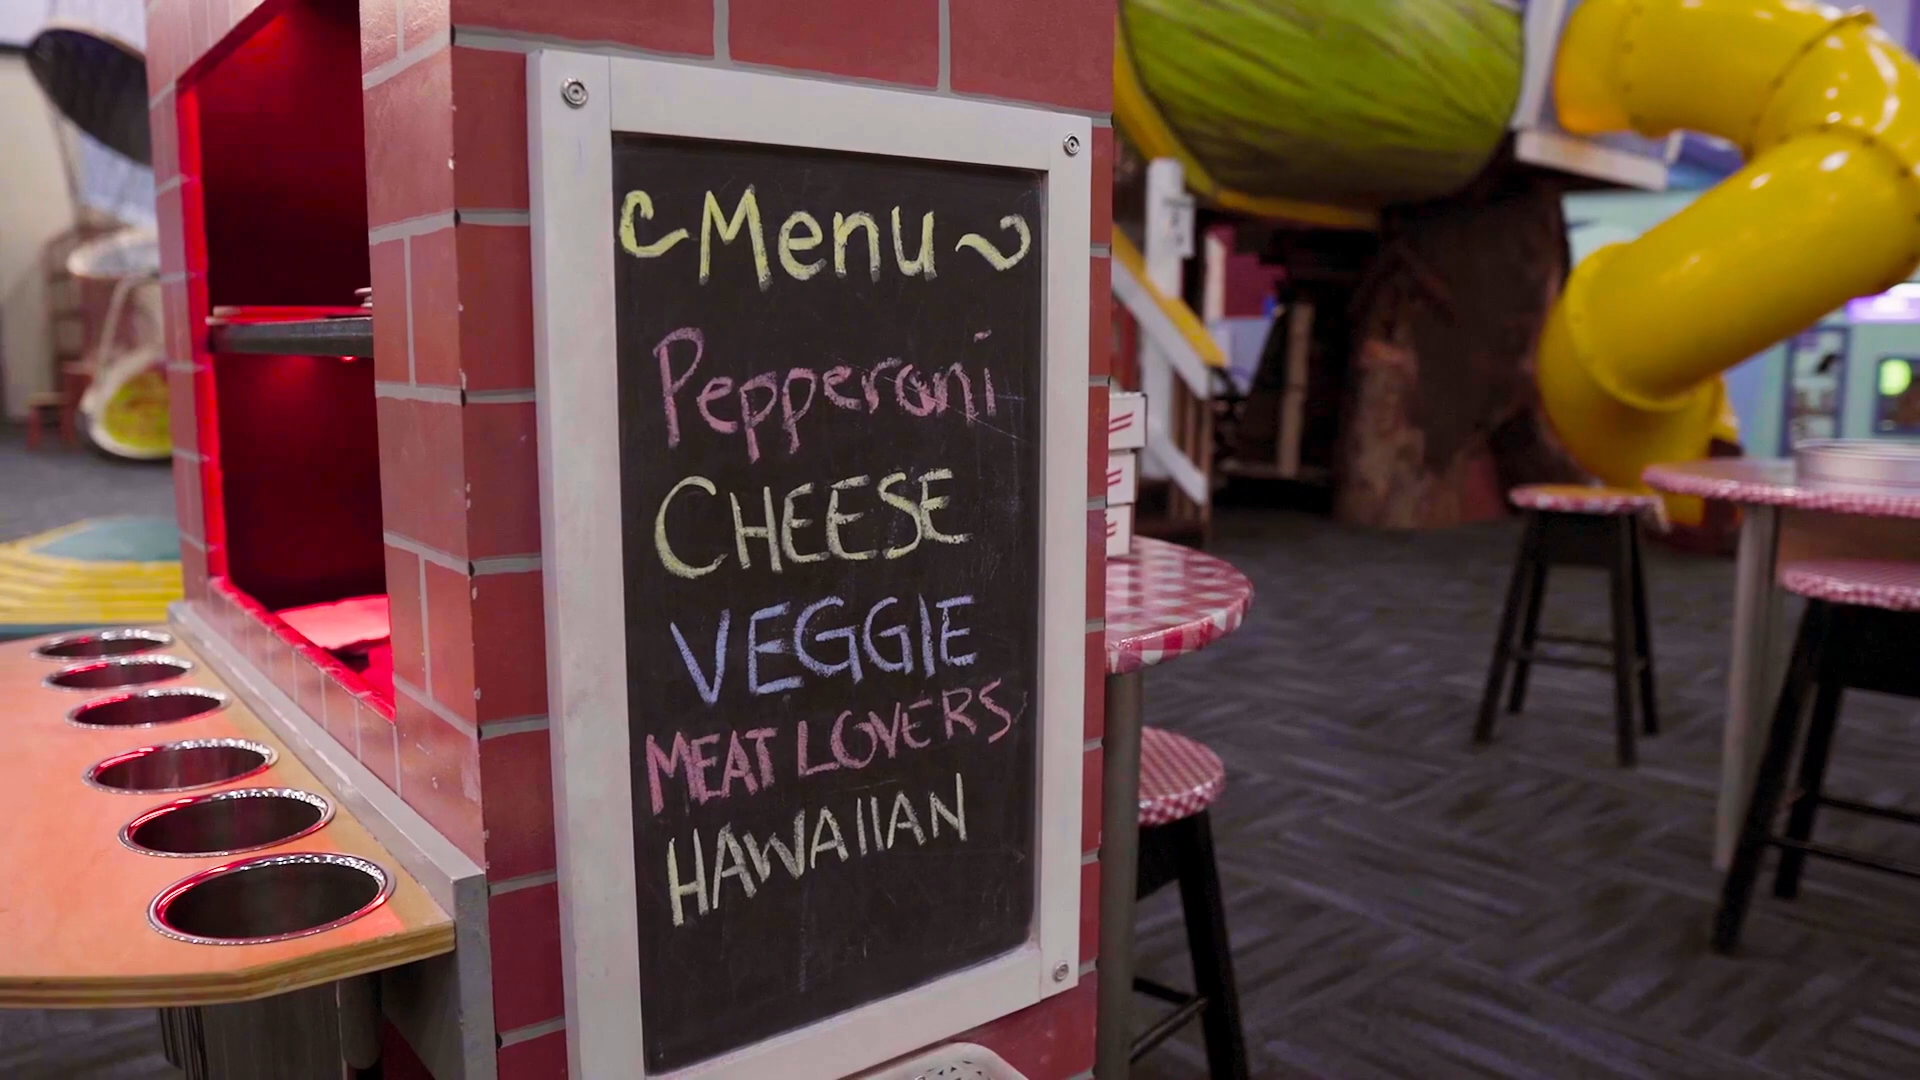 Menu
Pepperoni
CHEESE
VEGGIE
MEAT LOVERS
HAWAIIAN